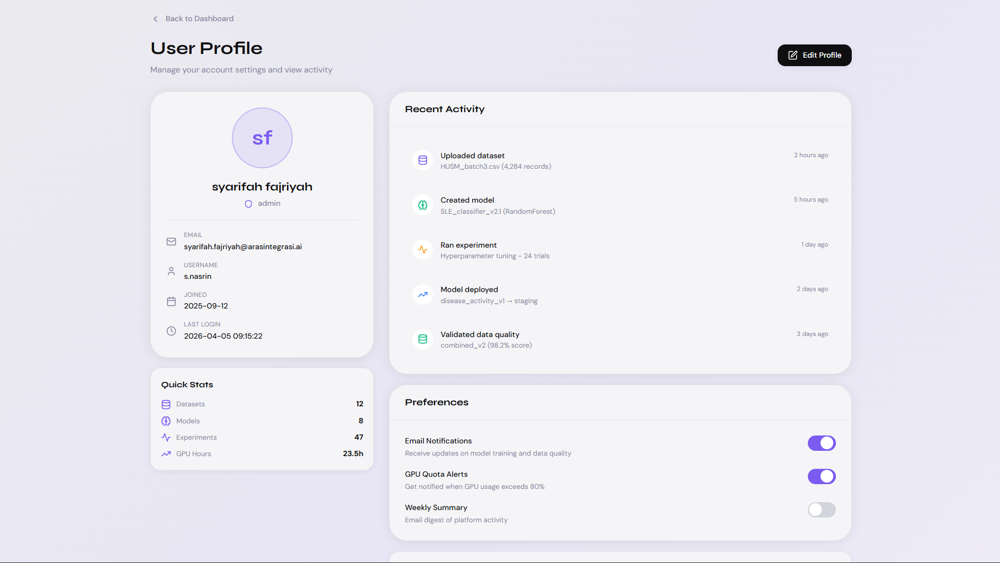 Back to Dashboard
User Profile
Manage your account settings and view activity
Edit Profile
sf
syarifah fajriyah
admin
EMAIL
syarifah.fajriyah@arasintegrasi.ai
USERNAME
s.nasrin
JOINED
2025-09-12
LAST LOGIN
2026-04-05 09:15:22
Quick Stats
Datasets 12
Models 8
Experiments 47
GPU Hours 23.5h
Recent Activity
Uploaded dataset 2 hours ago
HUSM_batch3.csv (4,284 records)
Created model 5 hours ago
SLE_classifier_v2.1 (RandomForest)
Ran experiment 1 day ago
Hyperparameter tuning - 24 trials
Model deployed 2 days ago
disease_activity_v1 → staging
Validated data quality 3 days ago
combined_v2 (98.2% score)
Preferences
Email Notifications
Receive updates on model training and data quality
GPU Quota Alerts
Get notified when GPU usage exceeds 80%
Weekly Summary
Email digest of platform activity